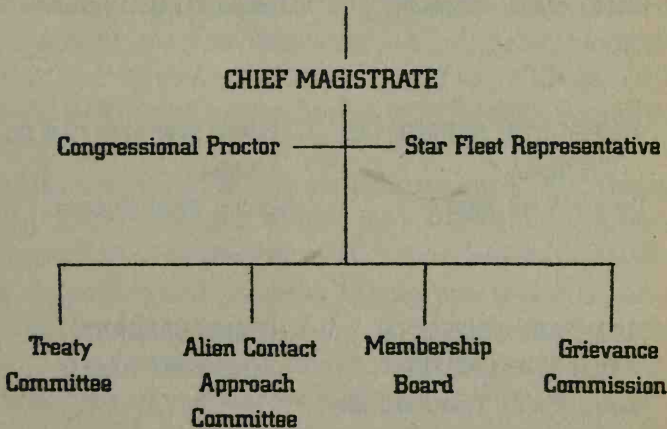 CHIEF MAGISTRATE
Congressional Proctor Star Fleet Representative
Treaty Alien Contact Membership Grievance
Committee Approach Board Commission
Committee